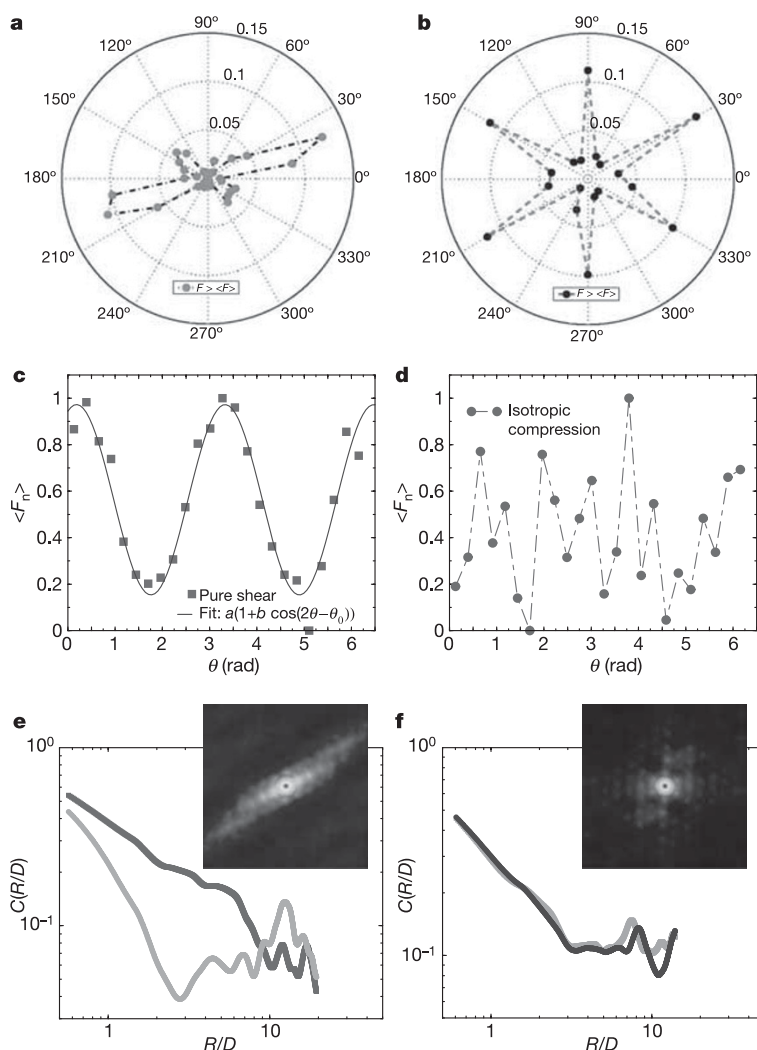 a
90°
0.15
120°
60°
0.1
150°
30°
0.05
180°
0°
210°
330°
F > <F>
240°
300°
270°
b
90°
0.15
120°
60°
0.1
150°
30°
0.05
180°
0°
210°
330°
F > <F>
240°
300°
270°
c
1
0.8
0.6
0.4
0.2
0
<Fn>
Pure shear
Fit: a(1+b cos(2θ−θ0))
0 1 2 3 4 5 6
θ (rad)
d
1
0.8
0.6
0.4
0.2
0
<Fn>
Isotropic
compression
0 1 2 3 4 5 6
θ (rad)
e
10^0
10^−1
C(R/D)
1 10
R/D
f
10^0
10^−1
C(R/D)
1 10
R/D